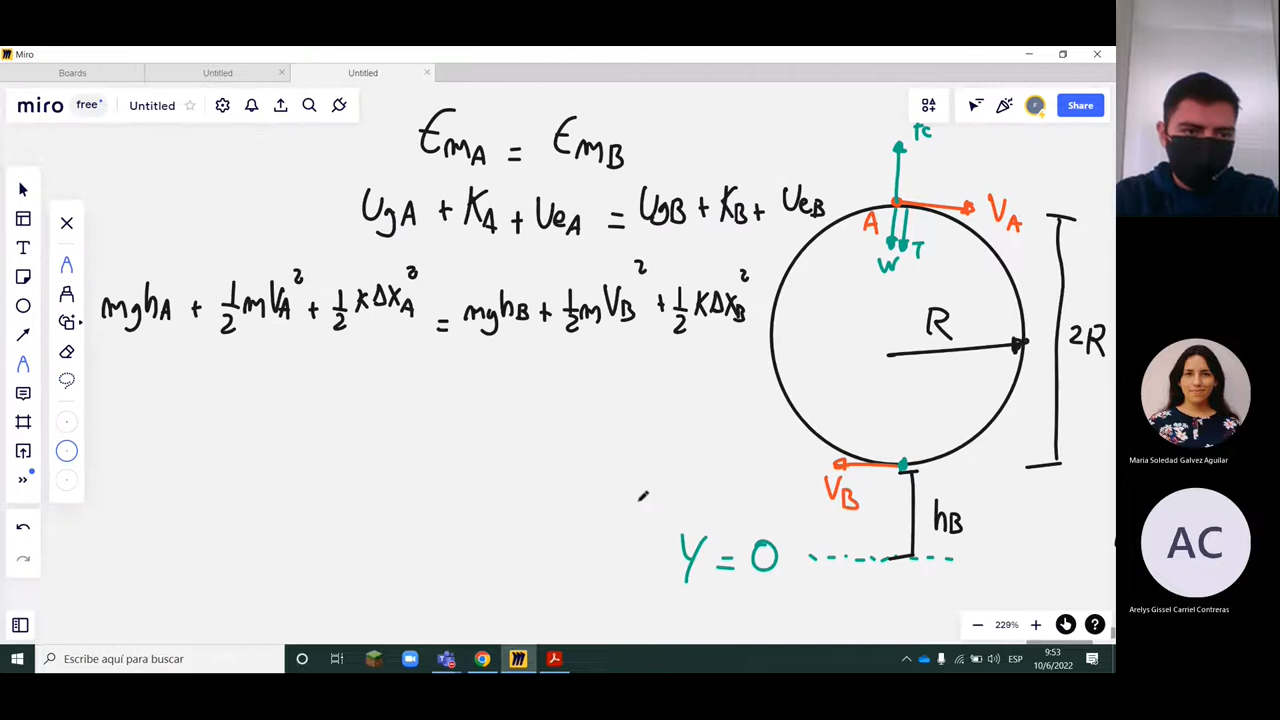 Miro
Boards
Untitled
Untitled
miro
free
Untitled
Share
EmA = EmB
UgA + KA + UeA = UgB + KB + UeB
mghA + 1/2 mVA² + 1/2 KΔXA² = mghB + 1/2 mVB² + 1/2 KΔXB²
Fc
A
VA
W
T
R
2R
VB
hB
Y = 0
229%
Maria Soledad Galvez Aguilar
AC
Arelys Gissel Carriel Contreras
Escribe aquí para buscar
ESP
9:53
10/6/2022